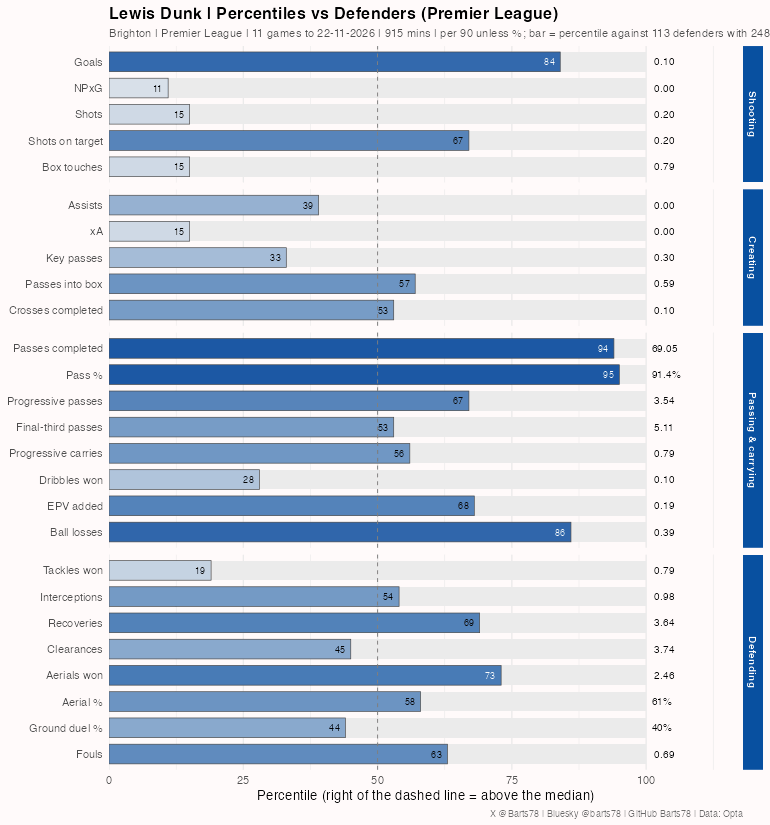 Lewis Dunk | Percentiles vs Defenders (Premier League)
Brighton | Premier League | 11 games to 22-11-2026 | 915 mins | per 90 unless %; bar = percentile against 113 defenders with 248
Goals 84 0.10
NPxG 11 0.00
Shots 15 0.20
Shots on target 67 0.20
Box touches 15 0.79
Shooting
Assists 39 0.00
xA 15 0.00
Key passes 33 0.30
Passes into box 57 0.59
Crosses completed 53 0.10
Creating
Passes completed 94 69.05
Pass % 95 91.4%
Progressive passes 67 3.54
Final-third passes 53 5.11
Progressive carries 56 0.79
Dribbles won 28 0.10
EPV added 68 0.19
Ball losses 86 0.39
Passing & carrying
Tackles won 19 0.79
Interceptions 54 0.98
Recoveries 69 3.64
Clearances 45 3.74
Aerials won 73 2.46
Aerial % 58 61%
Ground duel % 44 40%
Fouls 63 0.69
Defending
0 25 50 75 100
Percentile (right of the dashed line = above the median)
X @Barts78 | Bluesky @barts78 | GitHub Barts78 | Data: Opta